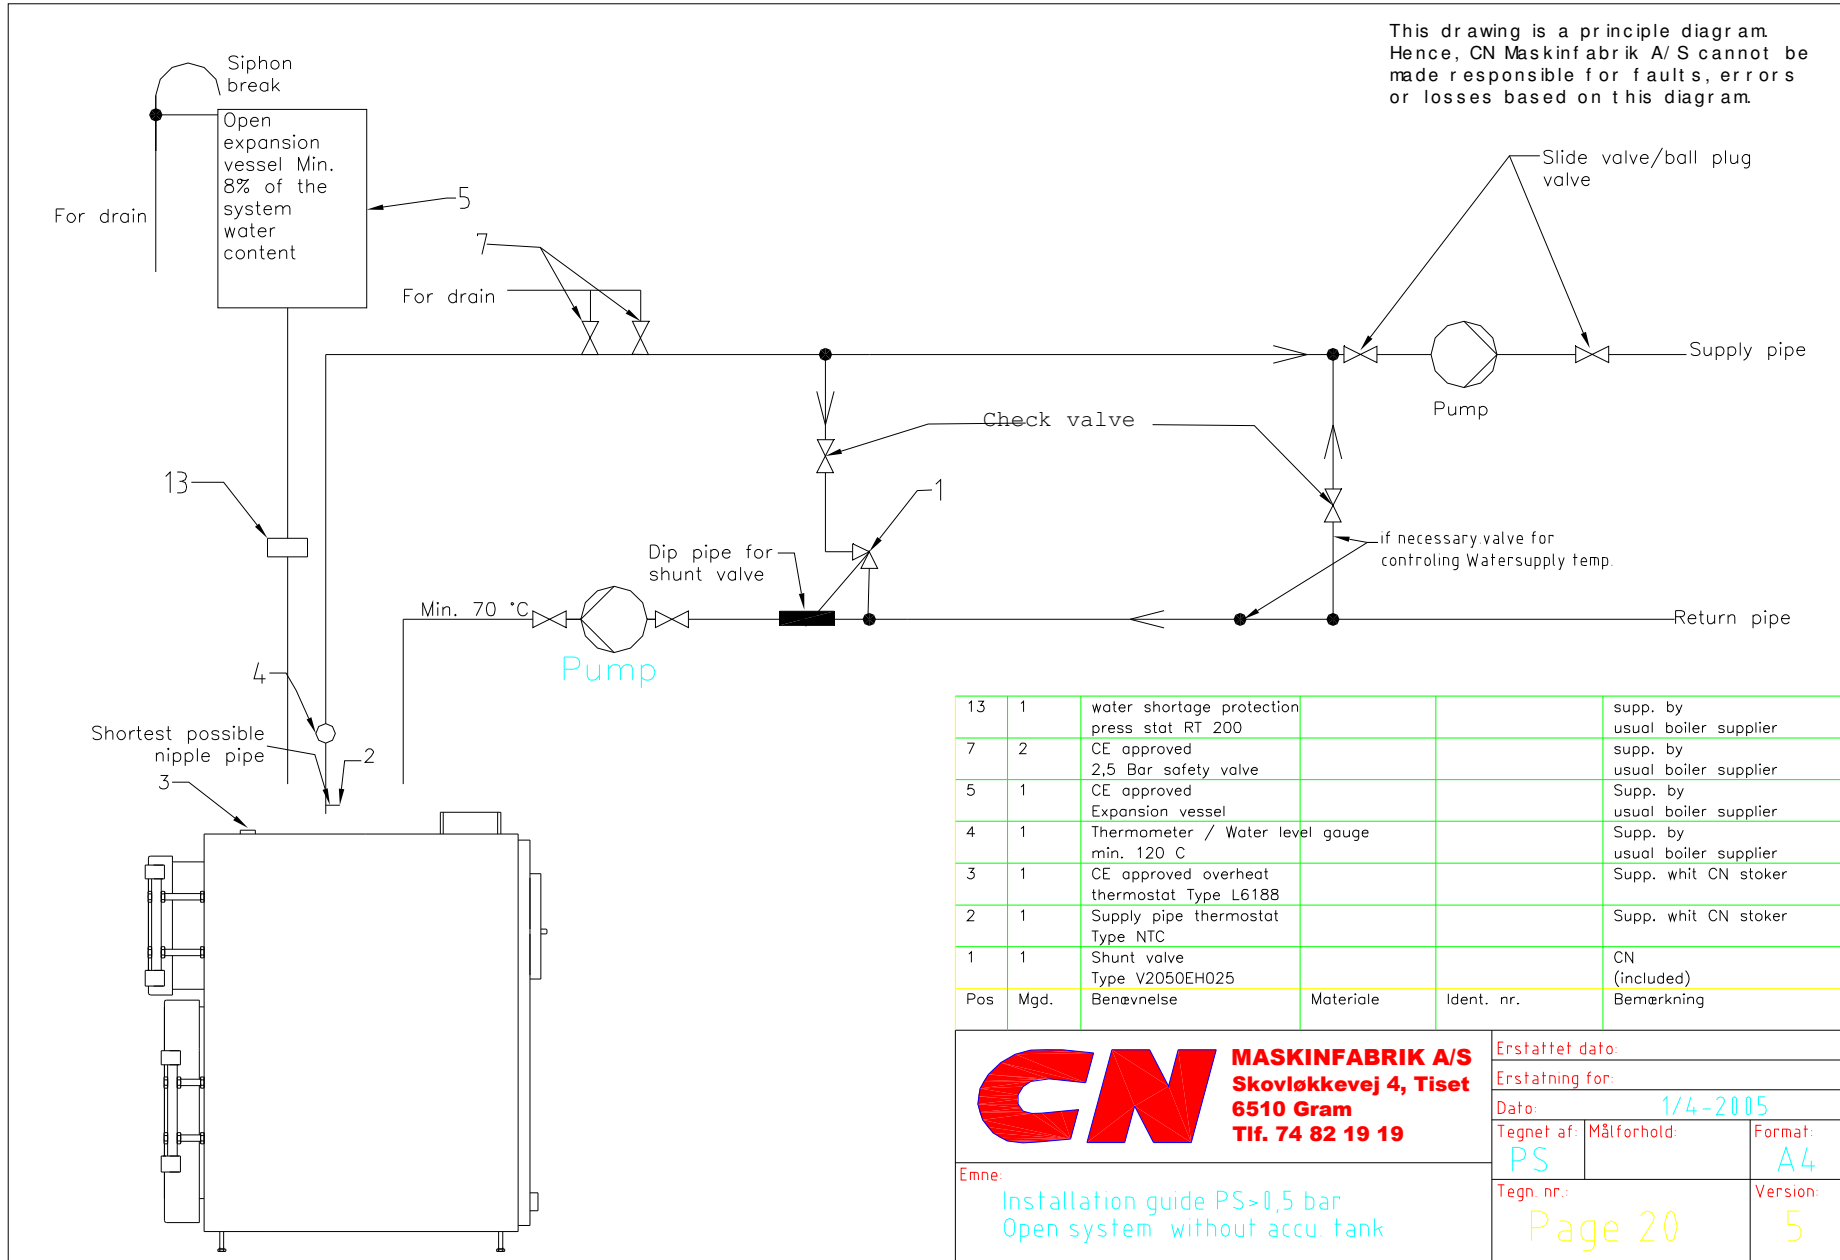 This drawing is a principle diagram.
Hence, CN Maskinfabrik A/S cannot be
made responsible for faults, errors
or losses based on this diagram.
Siphon
break
Open
expansion
vessel Min.
8% of the
system
water
content
For drain
5
7
For drain
Slide valve/ball plug
valve
Supply pipe
Pump
Check valve
13
1
Dip pipe for
shunt valve
if necessary.valve for
controling Watersupply temp.
Min. 70 °C
Return pipe
Pump
4
Shortest possible
nipple pipe
2
3
13 1 water shortage protection supp. by
press stat RT 200 usual boiler supplier
7 2 CE approved supp. by
2,5 Bar safety valve usual boiler supplier
5 1 CE approved Supp. by
Expansion vessel usual boiler supplier
4 1 Thermometer / Water level gauge Supp. by
min. 120 C usual boiler supplier
3 1 CE approved overheat Supp. whit CN stoker
thermostat Type L6188
2 1 Supply pipe thermostat Supp. whit CN stoker
Type NTC
1 1 Shunt valve CN
Type V2050EH025 (included)
Pos Mgd. Benævnelse Materiale Ident. nr. Bemærkning
CN
MASKINFABRIK A/S
Skovløkkevej 4, Tiset
6510 Gram
Tlf. 74 82 19 19
Erstattet dato:
Erstatning for:
Dato: 1/4-2005
Tegnet af: Målforhold: Format:
PS A4
Emne:
Installation guide PS>0,5 bar
Open system without accu. tank
Tegn. nr.: Version:
Page 20 5